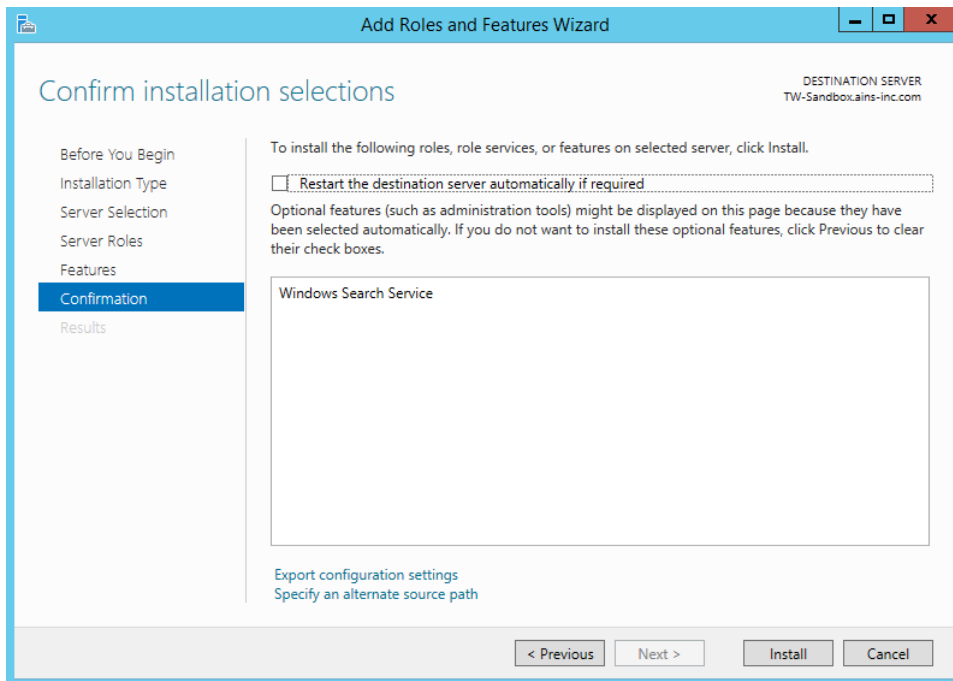 Add Roles and Features Wizard
Confirm installation selections
DESTINATION SERVER
TW-Sandbox.ains-inc.com
Before You Begin
Installation Type
Server Selection
Server Roles
Features
Confirmation
Results
To install the following roles, role services, or features on selected server, click Install.
Restart the destination server automatically if required
Optional features (such as administration tools) might be displayed on this page because they have
been selected automatically. If you do not want to install these optional features, click Previous to clear
their check boxes.
Windows Search Service
Export configuration settings
Specify an alternate source path
< Previous
Next >
Install
Cancel